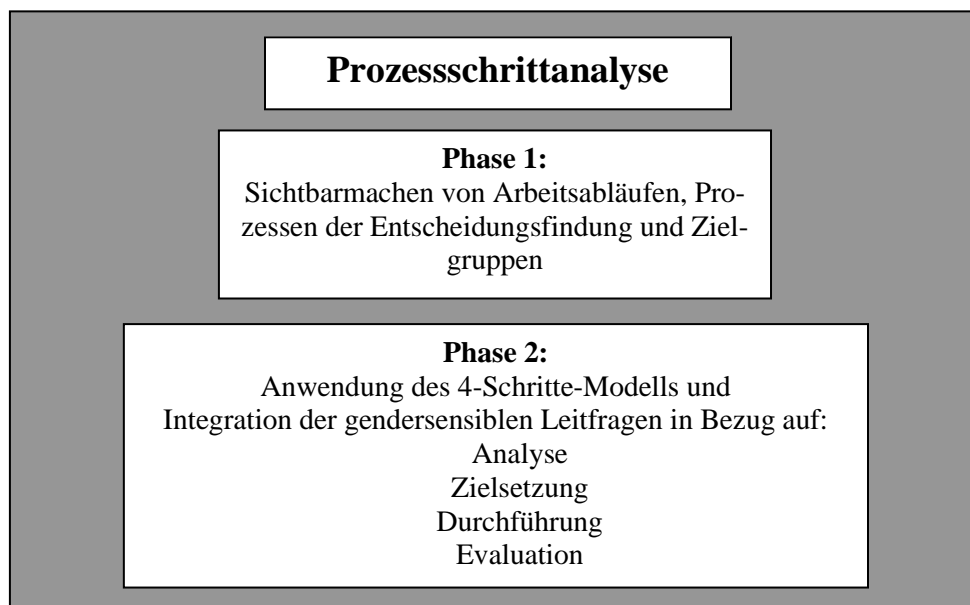 Prozessschrittanalyse
Phase 1:
Sichtbarmachen von Arbeitsabläufen, Pro-
zessen der Entscheidungsfindung und Ziel-
gruppen
Phase 2:
Anwendung des 4-Schritte-Modells und
Integration der gendersensiblen Leitfragen in Bezug auf:
Analyse
Zielsetzung
Durchführung
Evaluation